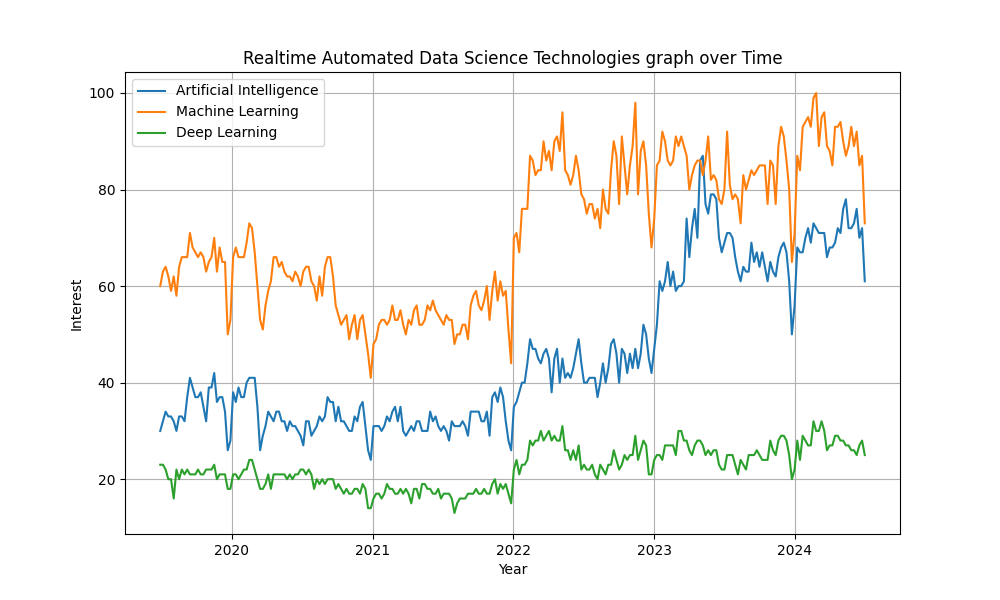 Realtime Automated Data Science Technologies graph over Time
Artificial Intelligence
Machine Learning
Deep Learning
100
80
60
40
20
Interest
2020 2021 2022 2023 2024
Year